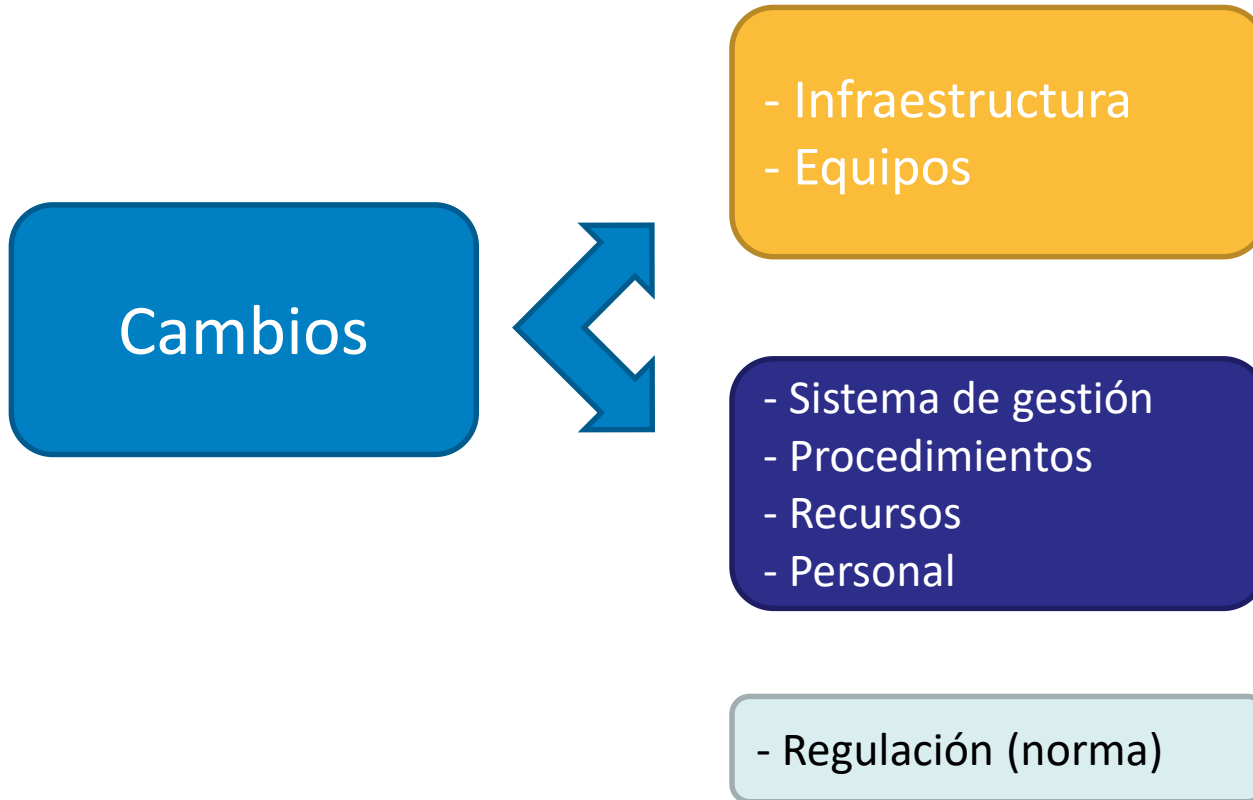 Cambios
- Infraestructura
- Equipos
- Sistema de gestión
- Procedimientos
- Recursos
- Personal
- Regulación (norma)